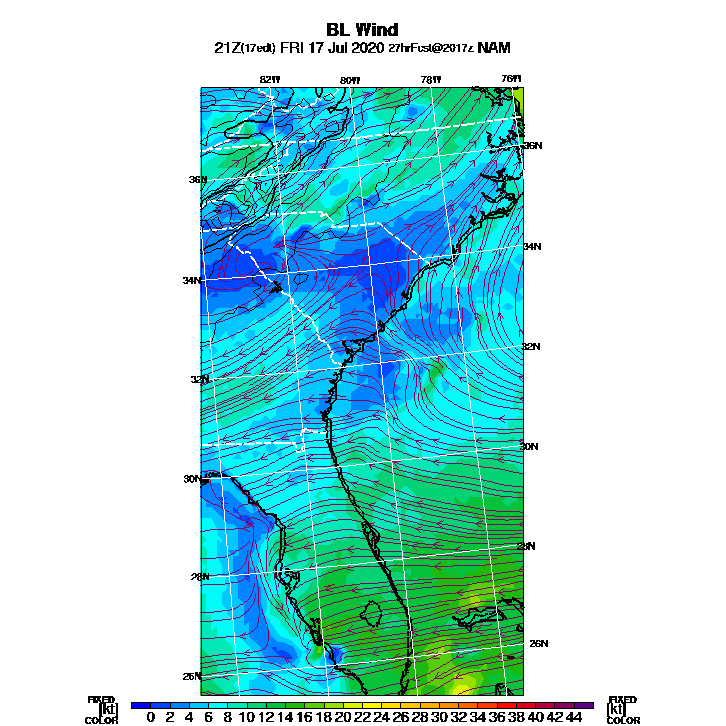 BL Wind
21Z(17edt) FRI 17 Jul 2020 27hrFcst@2017z NAM
82W 80W 78W 76W
36N
36N
34N
34N
32N
32N
30N
30N
28N
28N
26N
26N
FIXED FIXED
[kt] 0 2 4 6 8 10 12 14 16 18 20 22 24 26 28 30 32 34 36 38 40 42 44 [kt]
COLOR COLOR